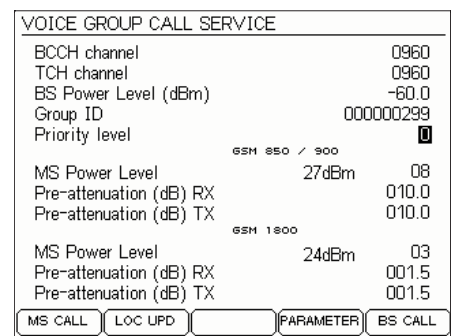 VOICE GROUP CALL SERVICE
BCCH channel 0960
TCH channel 0960
BS Power Level (dBm) -60.0
Group ID 000000299
Priority level 0
GSM 850 / 900
MS Power Level 27dBm 08
Pre-attenuation (dB) RX 010.0
Pre-attenuation (dB) TX 010.0
GSM 1800
MS Power Level 24dBm 03
Pre-attenuation (dB) RX 001.5
Pre-attenuation (dB) TX 001.5
MS CALL LOC UPD PARAMETER BS CALL